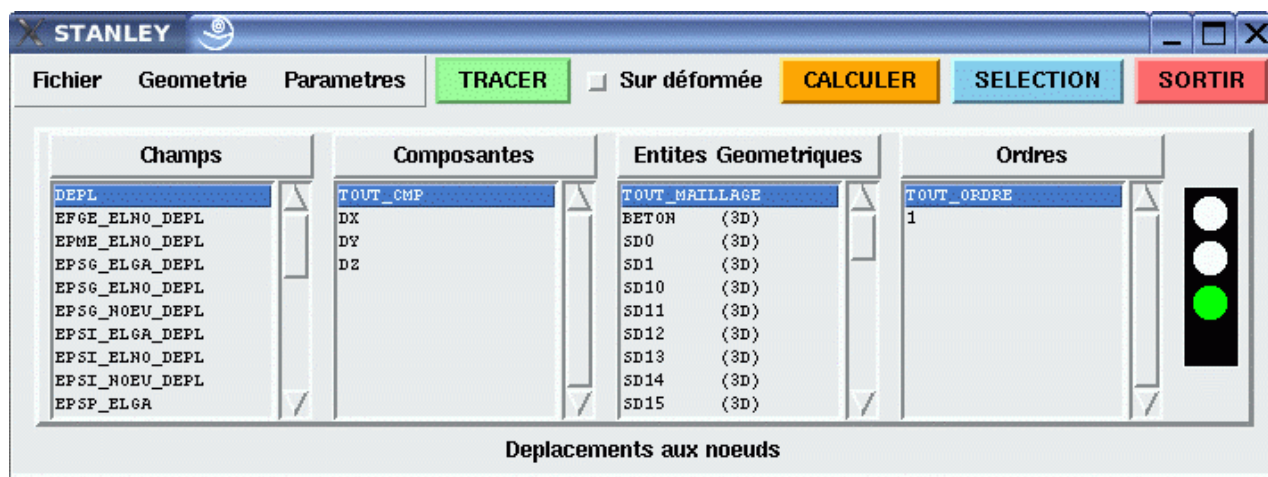 STANLEY
Fichier Geometrie Parametres TRACER Sur déformée CALCULER SELECTION SORTIR
Champs Composantes Entites Geometriques Ordres
DEPL TOUT_CMP TOUT_MAILLAGE TOUT_ORDRE
EFGE_ELNO_DEPL DX BETON (3D) 1
EPME_ELNO_DEPL DY SD0 (3D)
EPSG_ELGA_DEPL DZ SD1 (3D)
EPSG_ELNO_DEPL SD10 (3D)
EPSG_NOEU_DEPL SD11 (3D)
EPSI_ELGA_DEPL SD12 (3D)
EPSI_ELNO_DEPL SD13 (3D)
EPSI_NOEU_DEPL SD14 (3D)
EPSP_ELGA SD15 (3D)
Deplacements aux noeuds